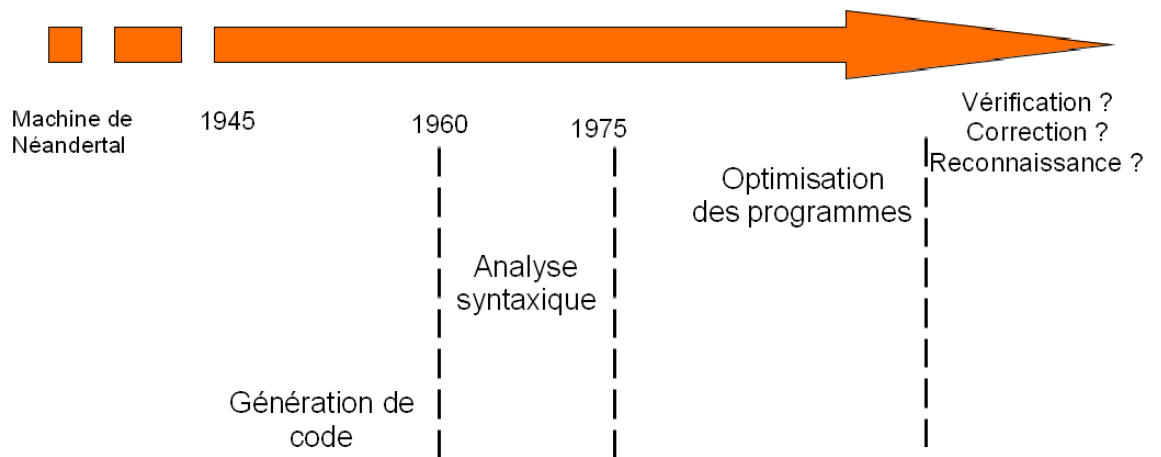 Machine de
Néandertal
1945
1960
1975
Vérification ?
Correction ?
Reconnaissance ?
Optimisation
des programmes
Analyse
syntaxique
Génération de
code